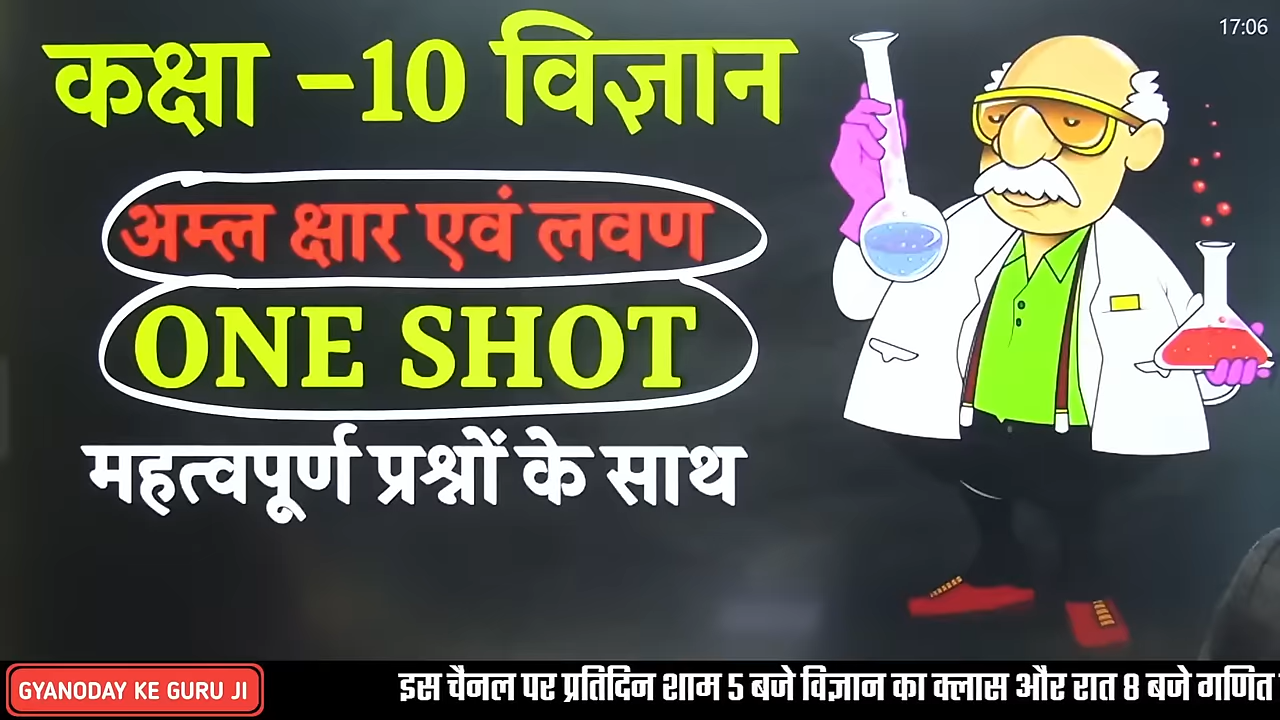 17:06
कक्षा -10 विज्ञान
अम्ल क्षार एवं लवण
ONE SHOT
महत्वपूर्ण प्रश्नों के साथ
GYANODAY KE GURU JI
इस चैनल पर प्रतिदिन शाम 5 बजे विज्ञान का क्लास और रात 8 बजे गणित